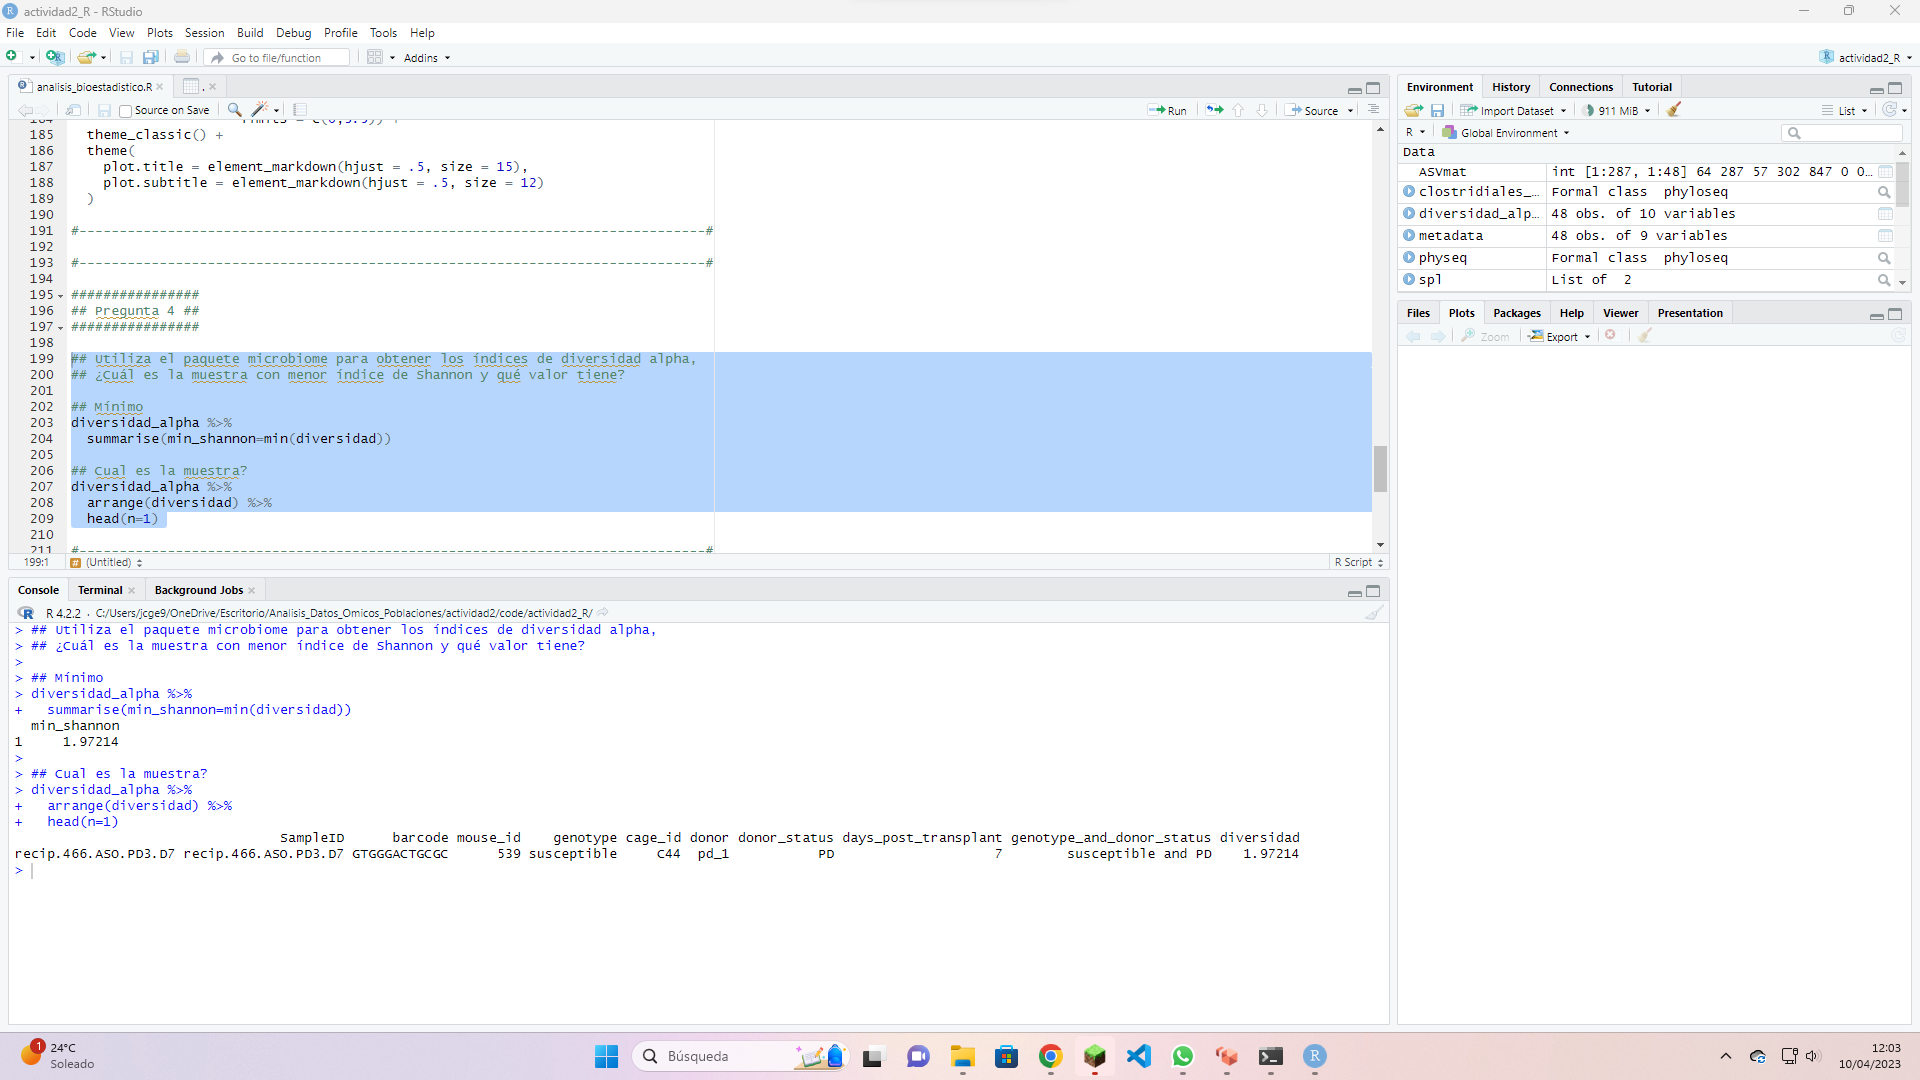 actividad2_R - RStudio
File Edit Code View Plots Session Build Debug Profile Tools Help
Go to file/function Addins actividad2_R
analisis_bioestadistico.R .
Source on Save Run Source
185 theme_classic() +
186 theme(
187 plot.title = element_markdown(hjust = .5, size = 15),
188 plot.subtitle = element_markdown(hjust = .5, size = 12)
189 )
190
191 #------------------------------------------------------------------------------#
192
193 #------------------------------------------------------------------------------#
194
195 ################
196 ## Pregunta 4 ##
197 ################
198
199 ## Utiliza el paquete microbiome para obtener los índices de diversidad alpha,
200 ## ¿Cuál es la muestra con menor índice de Shannon y qué valor tiene?
201
202 ## Mínimo
203 diversidad_alpha %>%
204 summarise(min_shannon=min(diversidad))
205
206 ## Cual es la muestra?
207 diversidad_alpha %>%
208 arrange(diversidad) %>%
209 head(n=1)
210
211 #------------------------------------------------------------------------------#
199:1 # (Untitled) R Script
Console Terminal Background Jobs
R 4.2.2 · C:/Users/jcge9/OneDrive/Escritorio/Analisis_Datos_Omicos_Poblaciones/actividad2/code/actividad2_R/
> ## Utiliza el paquete microbiome para obtener los índices de diversidad alpha,
> ## ¿Cuál es la muestra con menor índice de Shannon y qué valor tiene?
>
> ## Mínimo
> diversidad_alpha %>%
+ summarise(min_shannon=min(diversidad))
min_shannon
1 1.97214
>
> ## Cual es la muestra?
> diversidad_alpha %>%
+ arrange(diversidad) %>%
+ head(n=1)
SampleID barcode mouse_id genotype cage_id donor donor_status days_post_transplant genotype_and_donor_status diversidad
recip.466.ASO.PD3.D7 recip.466.ASO.PD3.D7 GTGGGACTGCGC 539 susceptible C44 pd_1 PD 7 susceptible and PD 1.97214
>
Environment History Connections Tutorial
Import Dataset 911 MiB List
R Global Environment
Data
ASVmat int [1:287, 1:48] 64 287 57 302 847 0 0...
clostridiales_... Formal class phyloseq
diversidad_alp... 48 obs. of 10 variables
metadata 48 obs. of 9 variables
physeq Formal class phyloseq
spl List of 2
Files Plots Packages Help Viewer Presentation
Zoom Export
1 24°C
Soleado
Búsqueda
12:03
10/04/2023